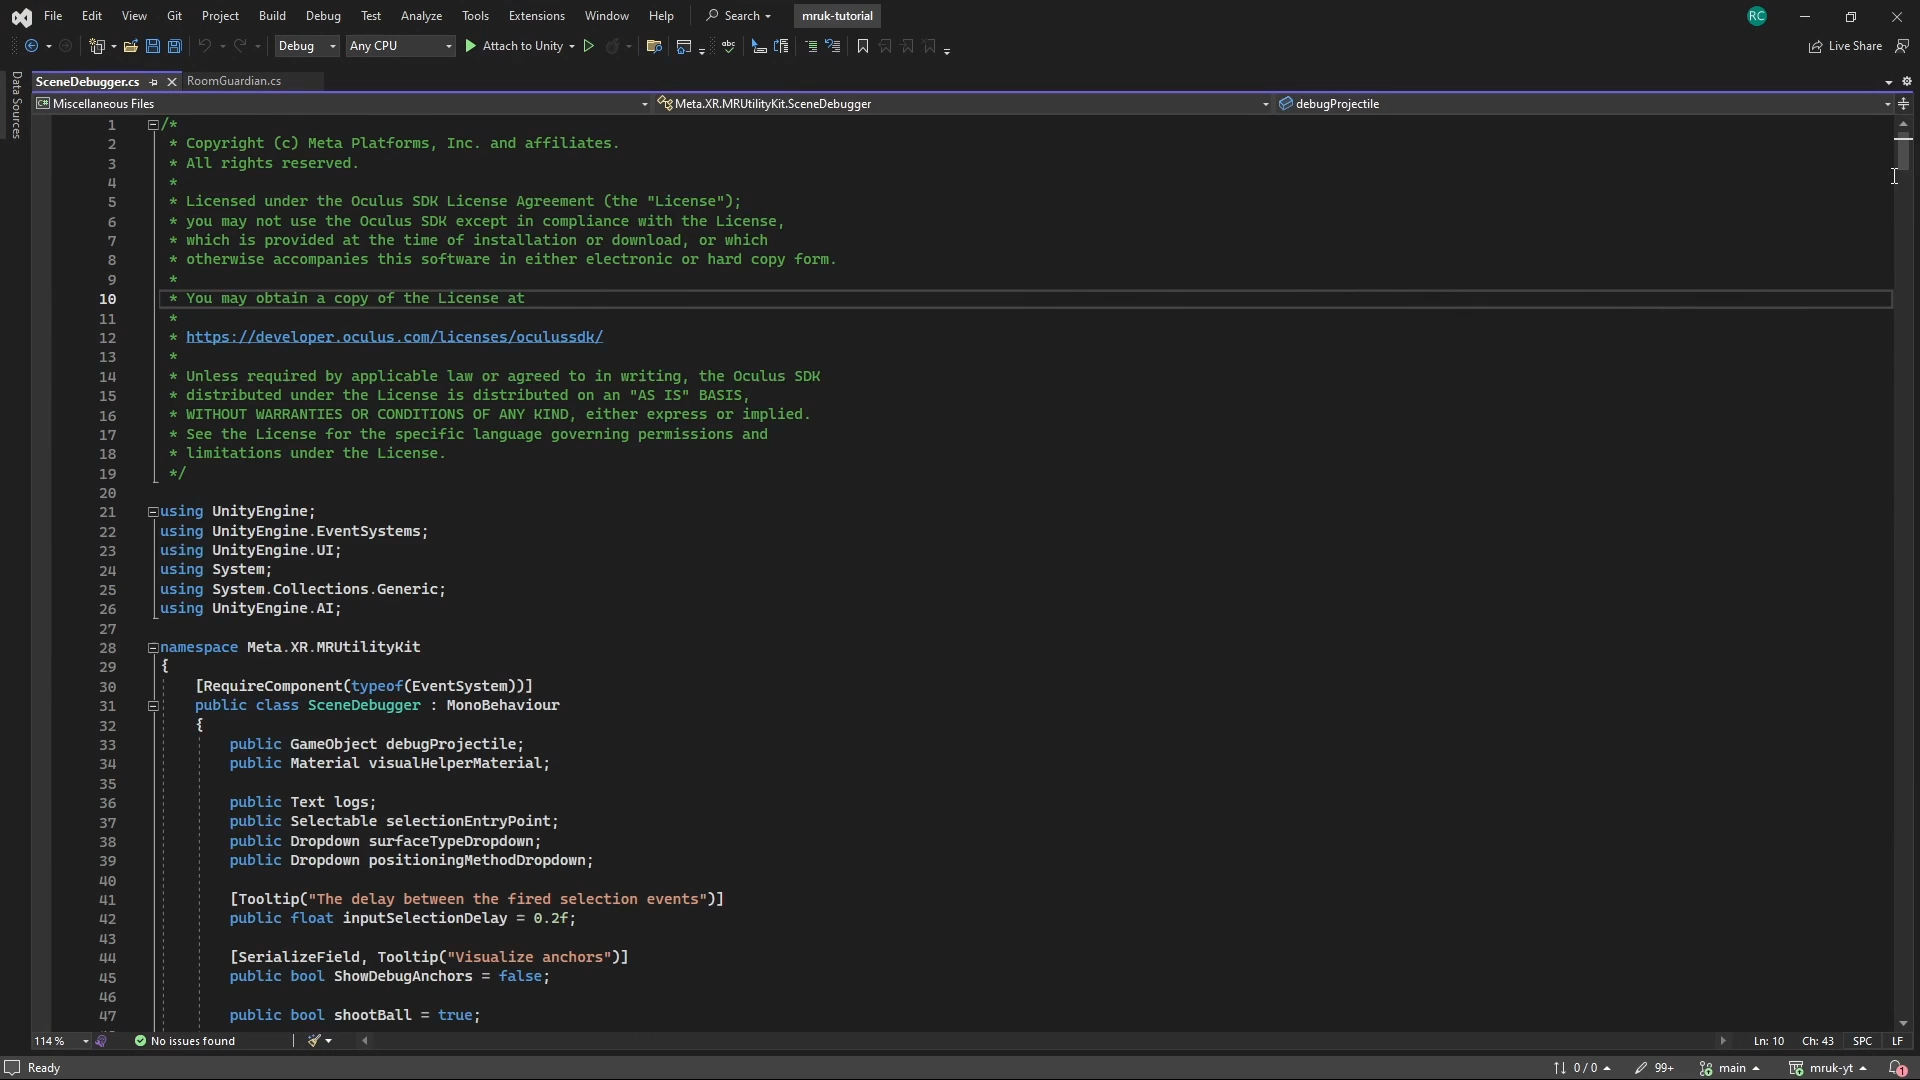 File Edit View Git Project Build Debug Test Analyze Tools Extensions Window Help Search mruk-tutorial RC
Debug Any CPU Attach to Unity Live Share
Data Sources
SceneDebugger.cs RoomGuardian.cs
Miscellaneous Files Meta.XR.MRUtilityKit.SceneDebugger debugProjectile
1 /*
2 * Copyright (c) Meta Platforms, Inc. and affiliates.
3 * All rights reserved.
4 *
5 * Licensed under the Oculus SDK License Agreement (the "License");
6 * you may not use the Oculus SDK except in compliance with the License,
7 * which is provided at the time of installation or download, or which
8 * otherwise accompanies this software in either electronic or hard copy form.
9 *
10 * You may obtain a copy of the License at
11 *
12 * https://developer.oculus.com/licenses/oculussdk/
13 *
14 * Unless required by applicable law or agreed to in writing, the Oculus SDK
15 * distributed under the License is distributed on an "AS IS" BASIS,
16 * WITHOUT WARRANTIES OR CONDITIONS OF ANY KIND, either express or implied.
17 * See the License for the specific language governing permissions and
18 * limitations under the License.
19 */
20
21 using UnityEngine;
22 using UnityEngine.EventSystems;
23 using UnityEngine.UI;
24 using System;
25 using System.Collections.Generic;
26 using UnityEngine.AI;
27
28 namespace Meta.XR.MRUtilityKit
29 {
30 [RequireComponent(typeof(EventSystem))]
31 public class SceneDebugger : MonoBehaviour
32 {
33 public GameObject debugProjectile;
34 public Material visualHelperMaterial;
35
36 public Text logs;
37 public Selectable selectionEntryPoint;
38 public Dropdown surfaceTypeDropdown;
39 public Dropdown positioningMethodDropdown;
40
41 [Tooltip("The delay between the fired selection events")]
42 public float inputSelectionDelay = 0.2f;
43
44 [SerializeField, Tooltip("Visualize anchors")]
45 public bool ShowDebugAnchors = false;
46
47 public bool shootBall = true;
114 % No issues found Ln: 10 Ch: 43 SPC LF
Ready 0 / 0 99+ main mruk-yt 1